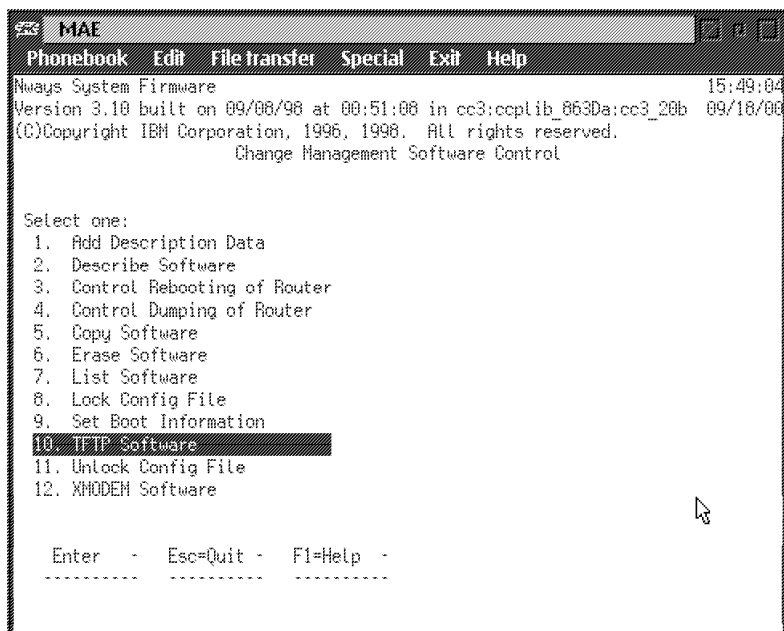 MAE
Phonebook Edit File transfer Special Exit Help
Nways System Firmware 15:49:04
Version 3.10 built on 09/08/98 at 00:51:08 in cc3:ccplib_863Da:cc3_20b 09/18/00
(C)Copyright IBM Corporation, 1996, 1998. All rights reserved.
Change Management Software Control
Select one:
1. Add Description Data
2. Describe Software
3. Control Rebooting of Router
4. Control Dumping of Router
5. Copy Software
6. Erase Software
7. List Software
8. Lock Config File
9. Set Boot Information
10. TFTP Software
11. Unlock Config File
12. XMODEM Software
Enter - Esc=Quit - F1=Help -
---------- ---------- ----------